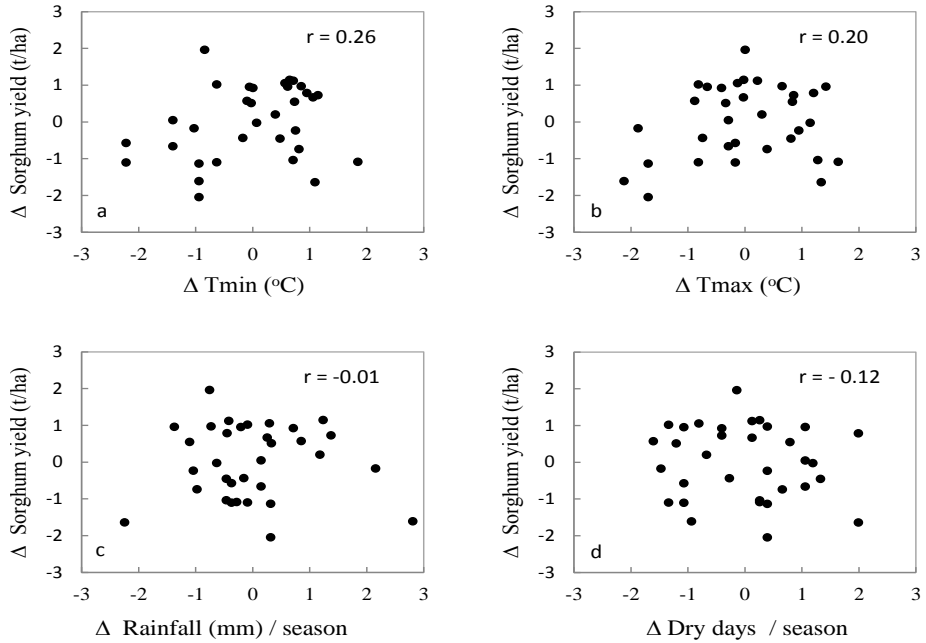 3
2
1
0
-1
-2
-3
Δ Sorghum yield (t/ha)
r = 0.26
a
-3 -2 -1 0 1 2 3
Δ Tmin (°C)
3
2
1
0
-1
-2
-3
Δ Sorghum yield (t/ha)
r = 0.20
b
-3 -2 -1 0 1 2 3
Δ Tmax (°C)
3
2
1
0
-1
-2
-3
Δ Sorghum yield (t/ha)
r = -0.01
c
-3 -2 -1 0 1 2 3
Δ Rainfall (mm) / season
3
2
1
0
-1
-2
-3
Δ Sorghum yield (t/ha)
r = - 0.12
d
-3 -2 -1 0 1 2 3
Δ Dry days / season